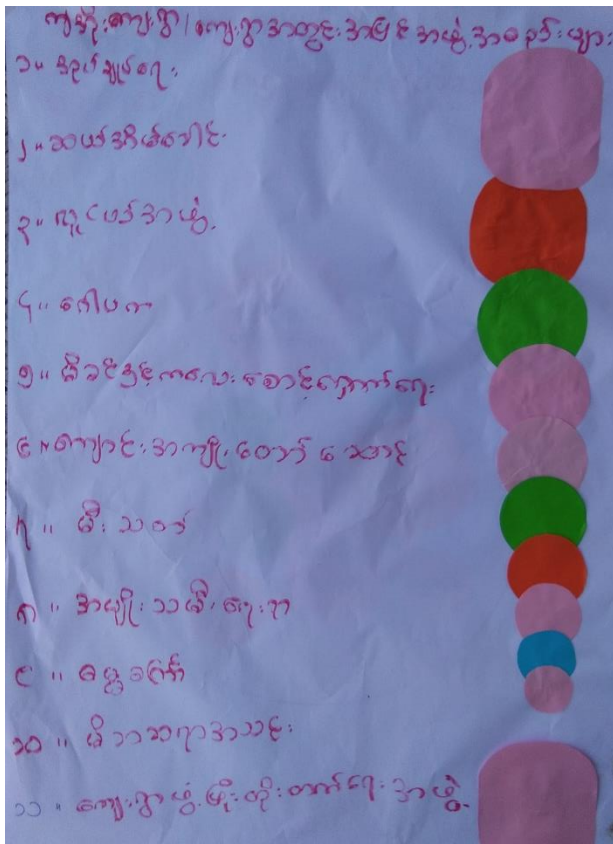 ကျေးရွာ/ကျေးရွာအတွင်းအပြင်အဖွဲ့အစည်းများ
၁။ အုပ်ချုပ်ရေး
၂။ ဆယ်အိမ်ခေါင်း
၃။ လူငယ်အဖွဲ့
၄။ ဂေါပက
၅။ မိခင်နှင့်ကလေးစောင့်ရှောက်ရေး
၆။ ကျောင်းအကျိုးတော်ဆောင်
၇။ မီးသတ်
၈။ အမျိုးသမီးရေးရာ
၉။
၁၀။ မိဘဆရာအသင်း
၁၁။ ကျေးရွာဖွံ့ဖြိုးတိုးတက်ရေးအဖွဲ့